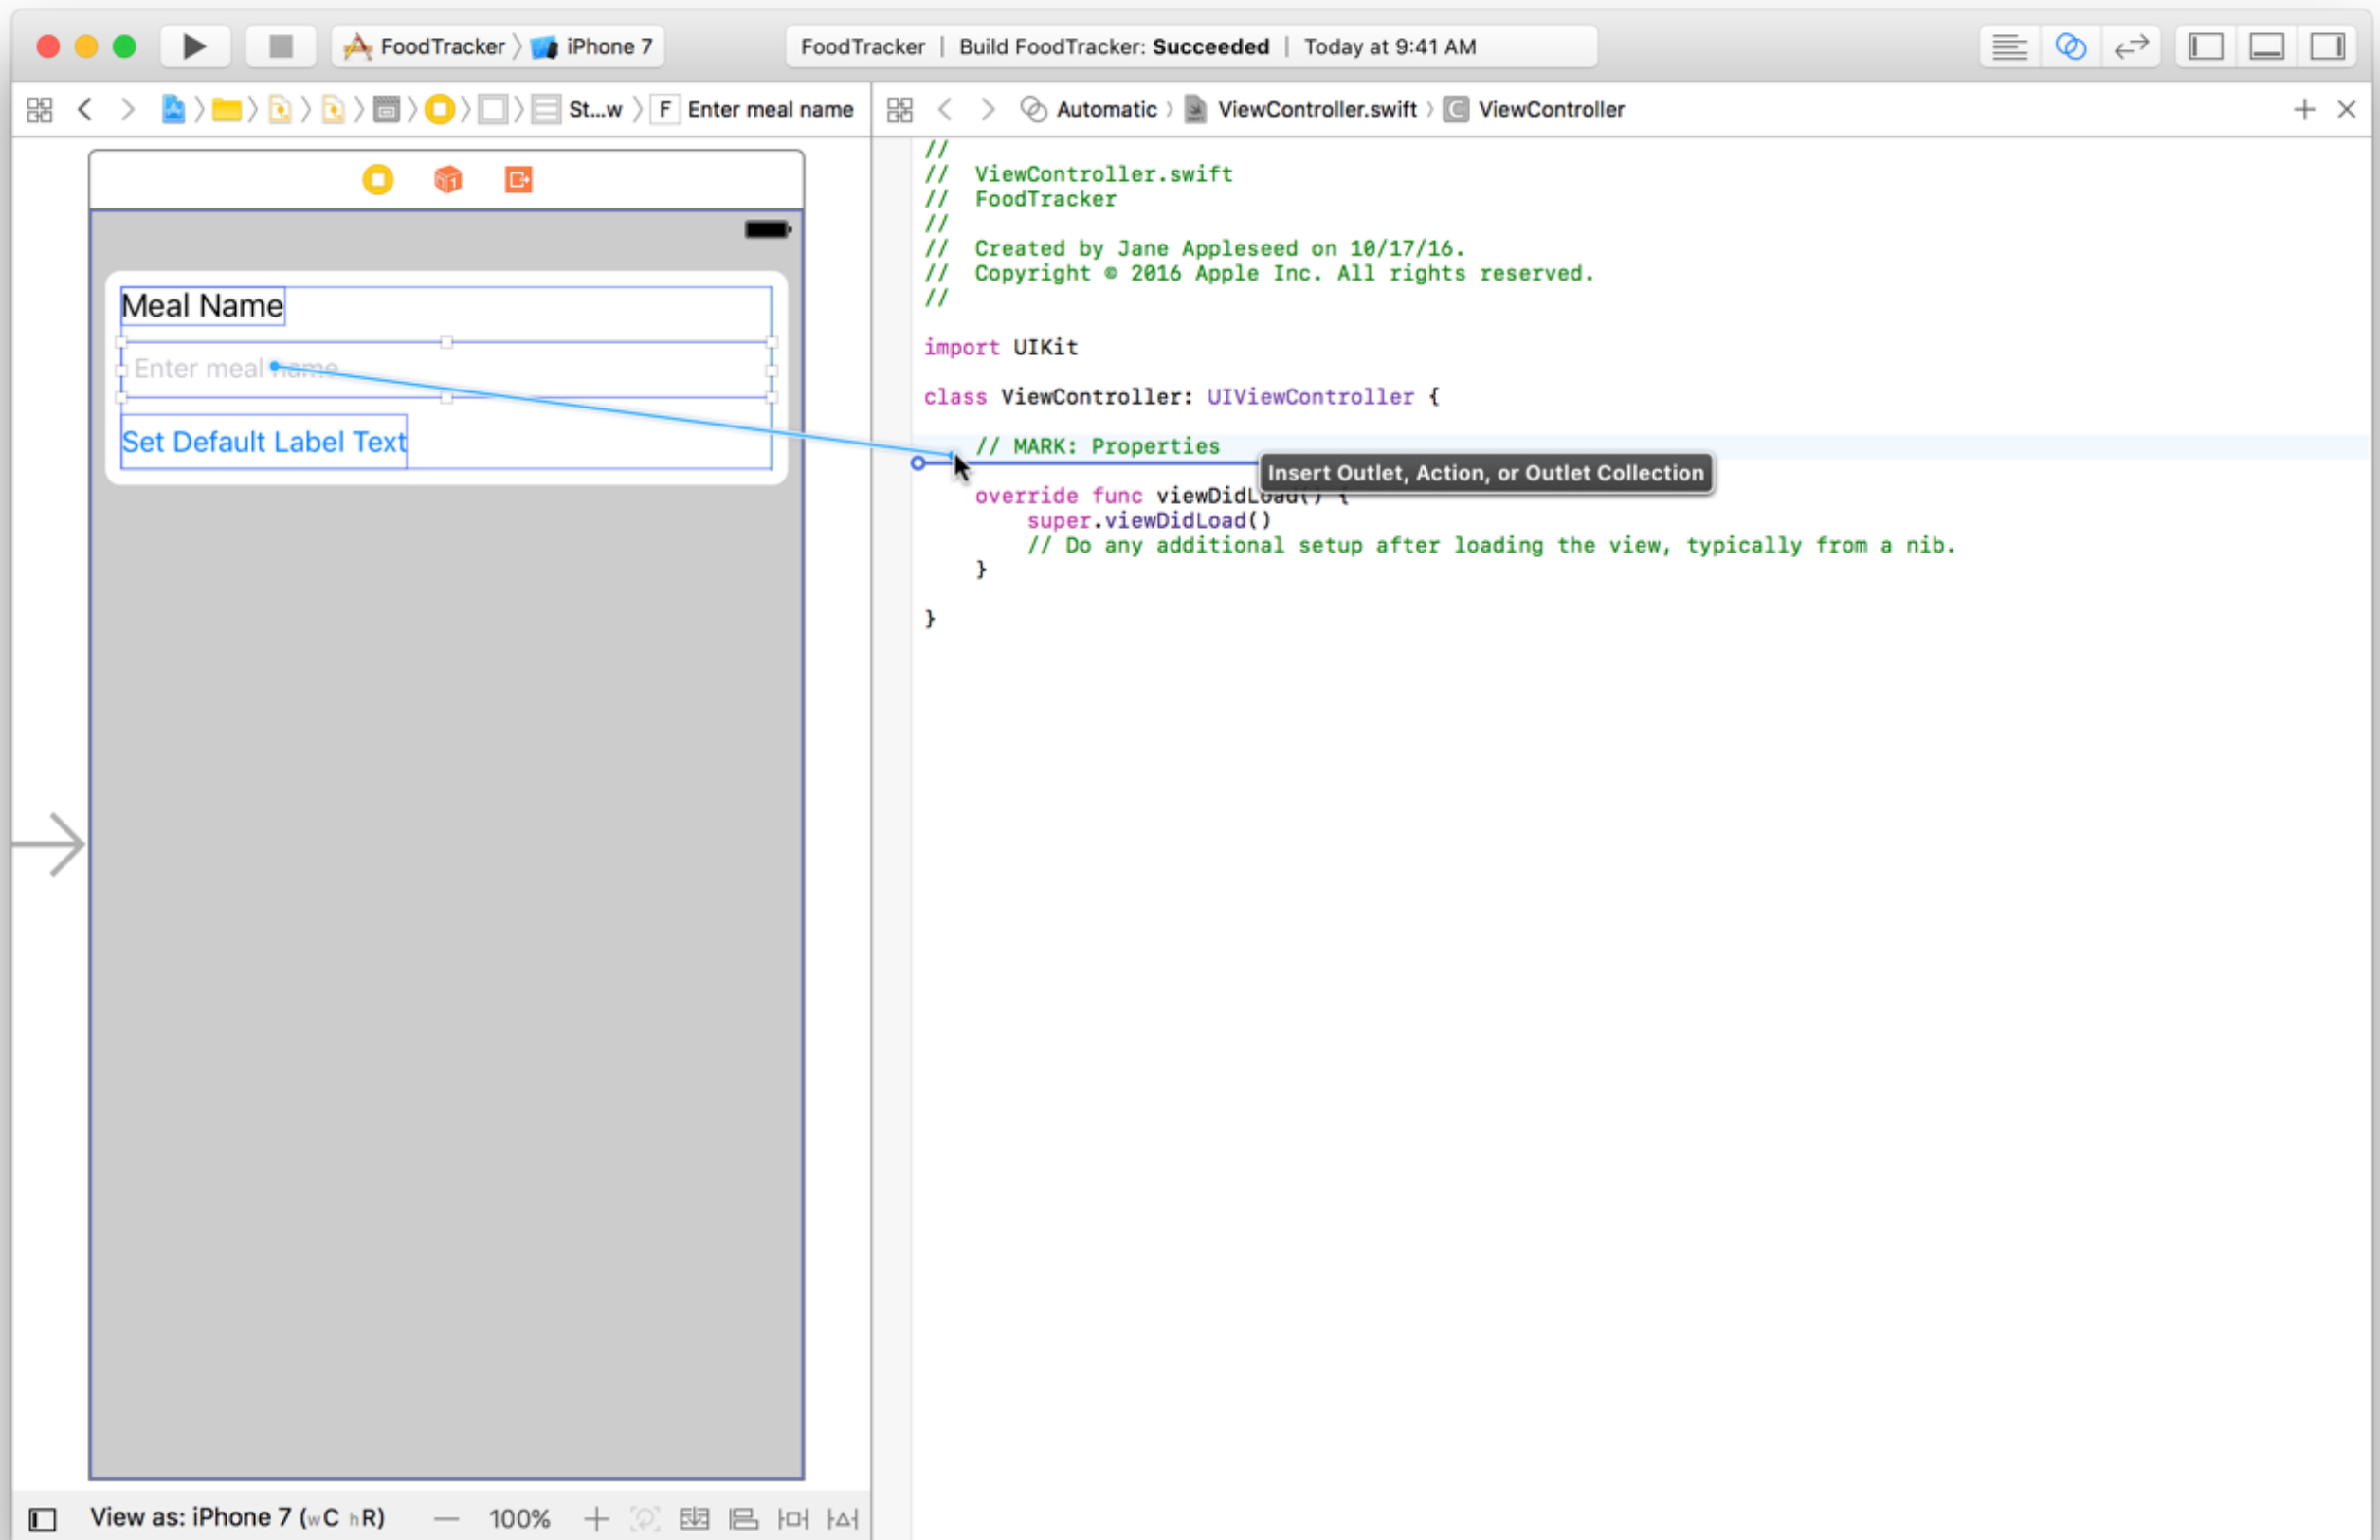 FoodTracker 〉 iPhone 7
FoodTracker | Build FoodTracker: Succeeded | Today at 9:41 AM
St...w 〉 F Enter meal name
Automatic 〉 ViewController.swift 〉 C ViewController
Meal Name
Enter meal name
Set Default Label Text
//
// ViewController.swift
// FoodTracker
//
// Created by Jane Appleseed on 10/17/16.
// Copyright © 2016 Apple Inc. All rights reserved.
//
import UIKit
class ViewController: UIViewController {
// MARK: Properties
Insert Outlet, Action, or Outlet Collection
override func viewDidLoad() {
super.viewDidLoad()
// Do any additional setup after loading the view, typically from a nib.
}
}
View as: iPhone 7 (wC hR) — 100% +